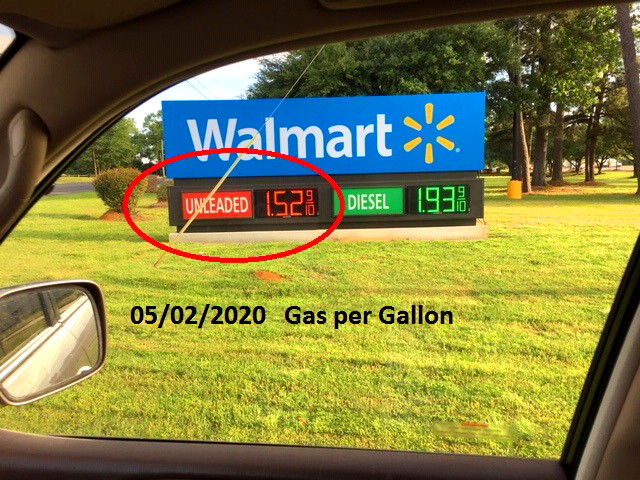 Walmart
UNLEADED 1.52 9/10 DIESEL 1.93 9/10
05/02/2020 Gas per Gallon